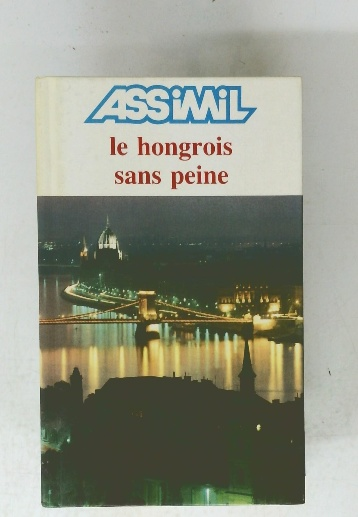 ASSiMiL
le hongrois
sans peine